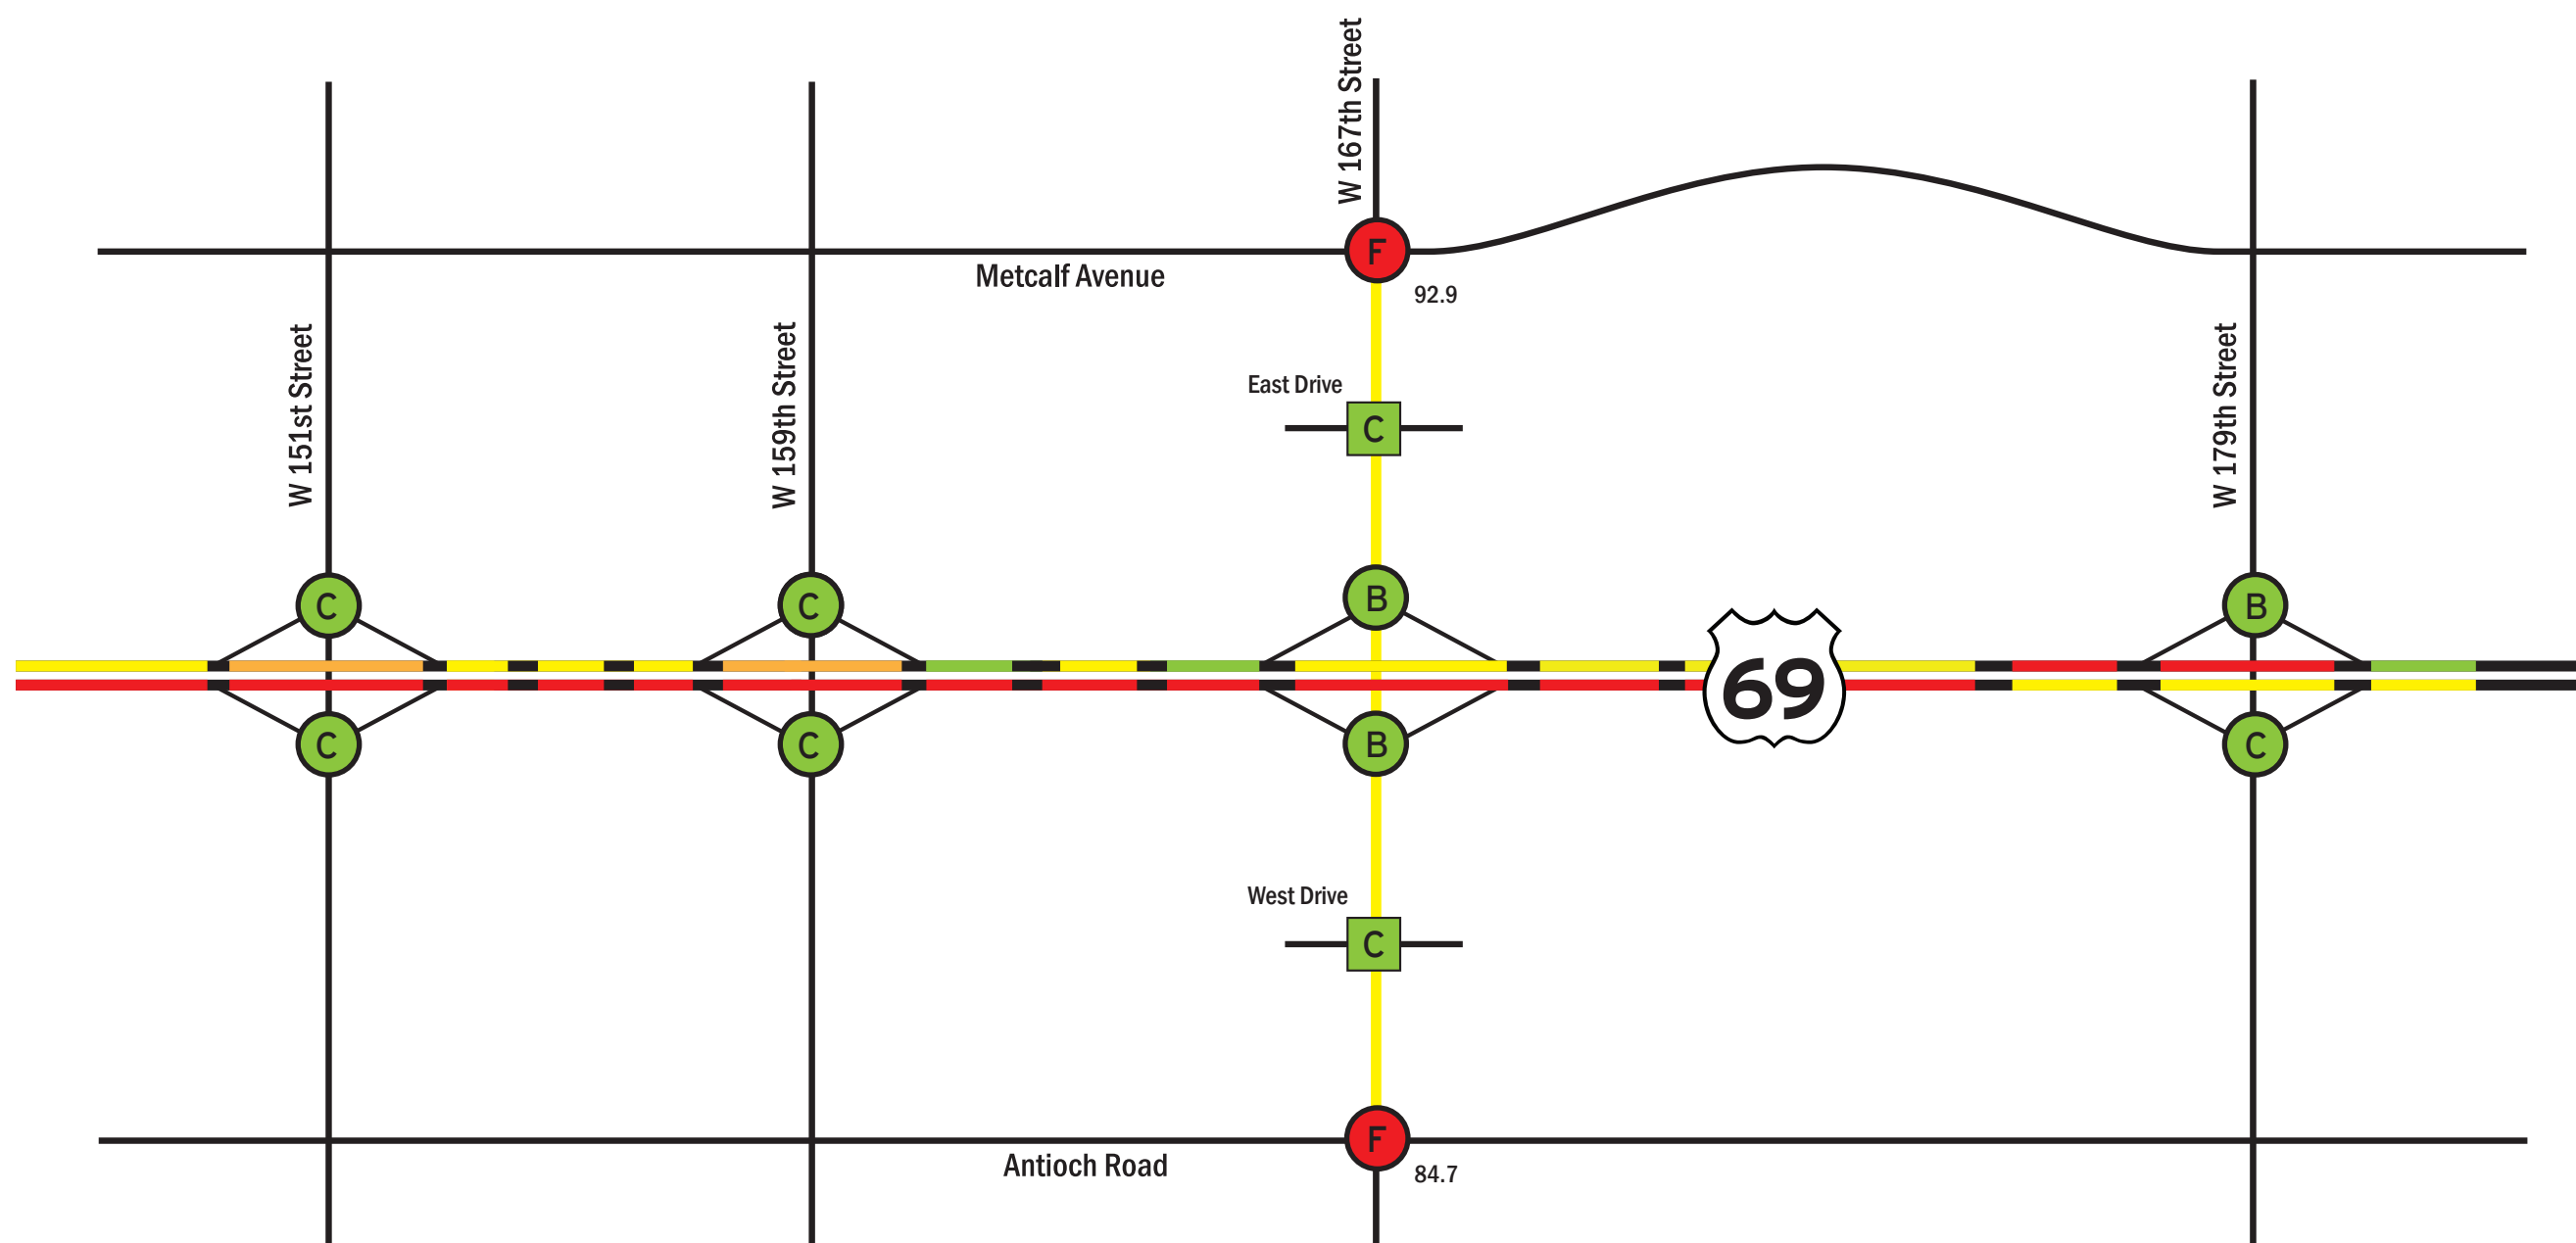 W 167th Street
F
Metcalf Avenue
92.9
W 151st Street
W 159th Street
East Drive
C
W 179th Street
C
C
B
B
69
C
C
B
C
West Drive
C
F
Antioch Road
84.7